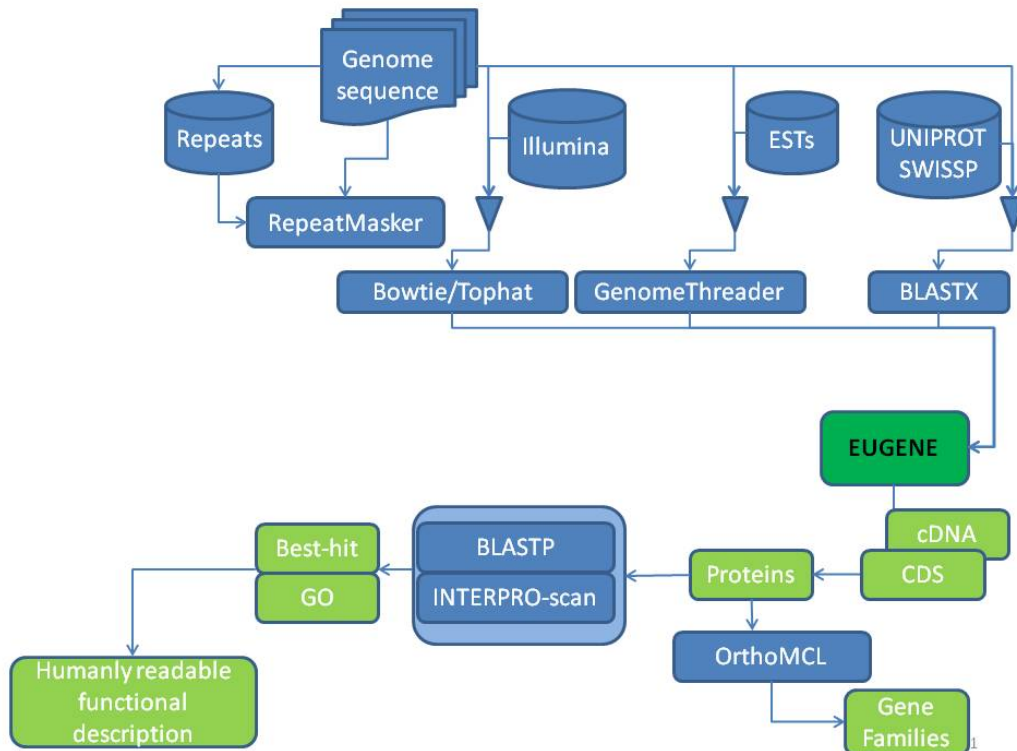 Genome
sequence
Repeats
Illumina
ESTs
UNIPROT
SWISSP
RepeatMasker
Bowtie/Tophat
GenomeThreader
BLASTX
EUGENE
cDNA
CDS
Proteins
BLASTP
INTERPRO-scan
Best-hit
GO
Humanly readable
functional
description
OrthoMCL
Gene
Families
1